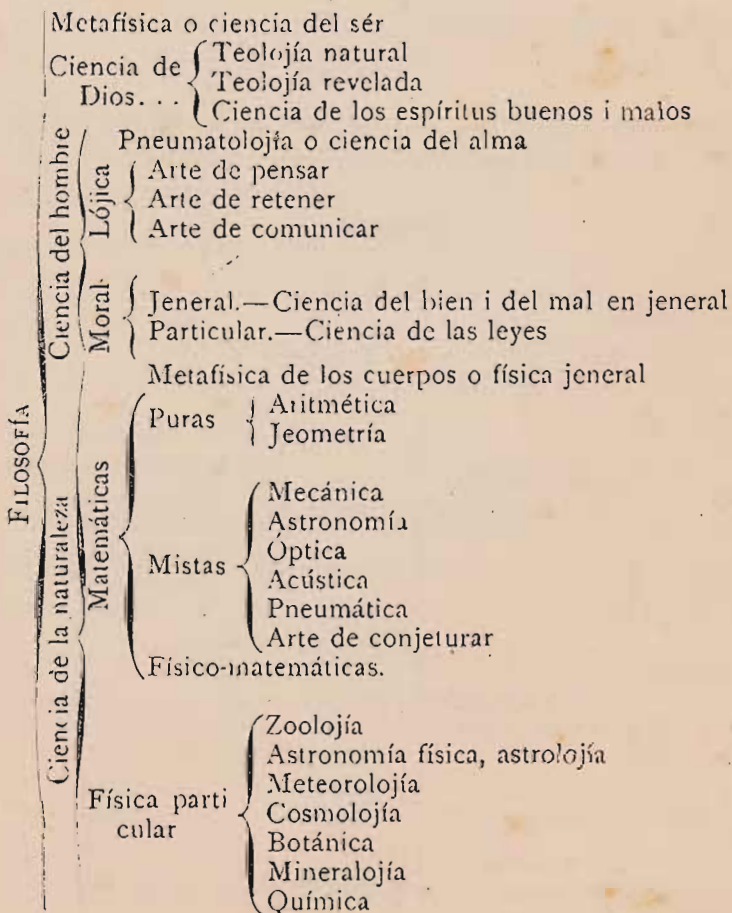 FILOSOFÍA
Metafísica o ciencia del sér
Ciencia de
Dios...
Teolojía natural
Teolojía revelada
Ciencia de los espíritus buenos i malos
Ciencia del hombre
Pneumatolojía o ciencia del alma
Lójica
Arte de pensar
Arte de retener
Arte de comunicar
Moral
Jeneral.—Ciencia del bien i del mal en jeneral
Particular.—Ciencia de las leyes
Ciencia de la naturaleza
Metafísica de los cuerpos o física jeneral
Matemáticas
Puras
Aritmética
Jeometría
Mistas
Mecánica
Astronomía
Óptica
Acústica
Pneumática
Arte de conjeturar
Físico-matemáticas.
Física parti
cular
Zoolojía
Astronomía física, astrolojía
Meteorolojía
Cosmolojía
Botánica
Mineralojía
Química